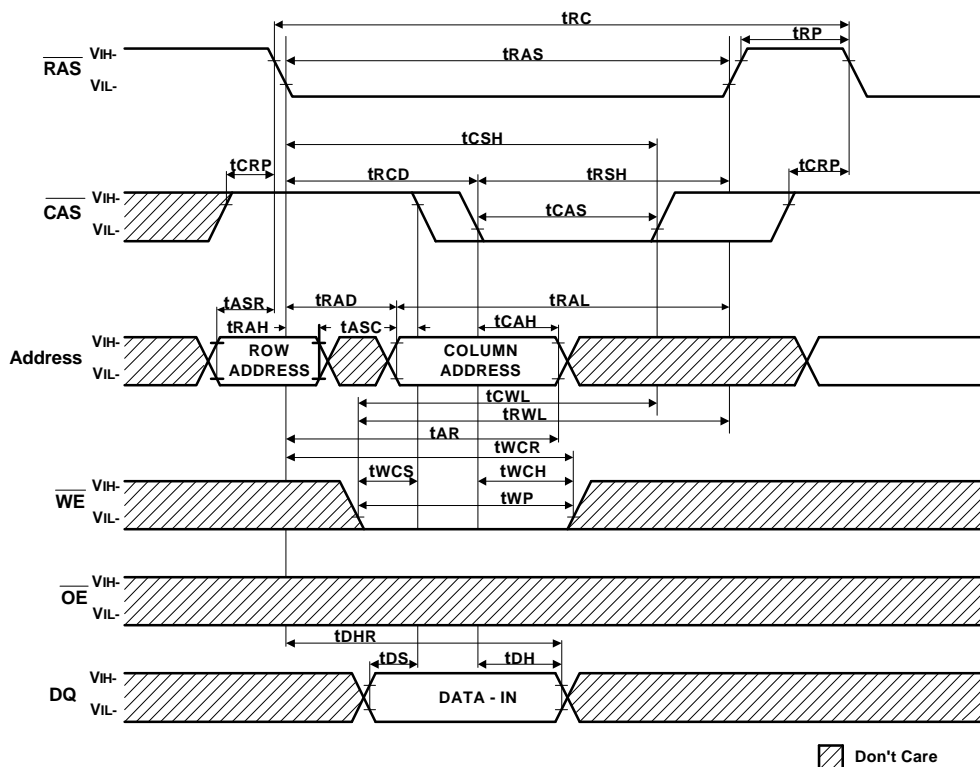 tRC
tRP
RAS
VIH-
VIL-
tRAS
tCSH
tCRP
tRCD
tRSH
tCRP
CAS
VIH-
VIL-
tCAS
tASR
tRAD
tRAL
tRAH
tASC
tCAH
Address
VIH-
VIL-
ROW
ADDRESS
COLUMN
ADDRESS
tCWL
tRWL
tAR
tWCR
tWCS
tWCH
WE
VIH-
VIL-
tWP
OE
VIH-
VIL-
tDHR
tDS
tDH
DQ
VIH-
VIL-
DATA - IN
Don't Care